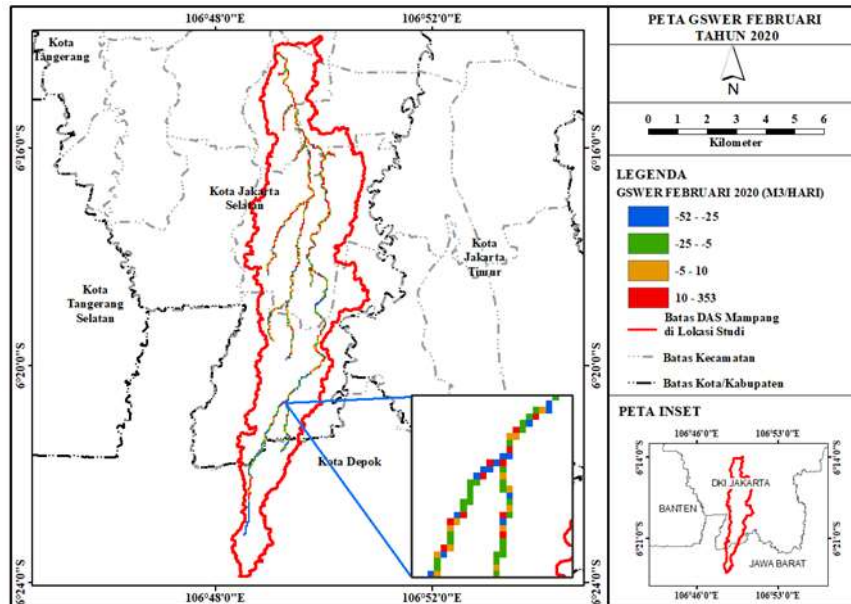 106°48'0"E
106°52'0"E
Kota
Tangerang
6°16'0"S
6°16'0"S
Kota Jakarta
Selatan
Kota
Jakarta
Timur
Kota
Tangerang
Selatan
6°20'0"S
6°20'0"S
Kota Depok
6°24'0"S
6°24'0"S
106°48'0"E
106°52'0"E
PETA GSWER FEBRUARI
TAHUN 2020
N
0 1 2 3 4 5 6
Kilometer
LEGENDA
GSWER FEBRUARI 2020 (M3/HARI)
-52 - -25
-25 - -5
-5 - 10
10 - 353
Batas DAS Mampang
di Lokasi Studi
Batas Kecamatan
Batas Kota/Kabupaten
PETA INSET
106°46'0"E
106°53'0"E
6°14'0"S
6°14'0"S
DKI JAKARTA
BANTEN
6°21'0"S
6°21'0"S
JAWA BARAT
106°46'0"E
106°53'0"E